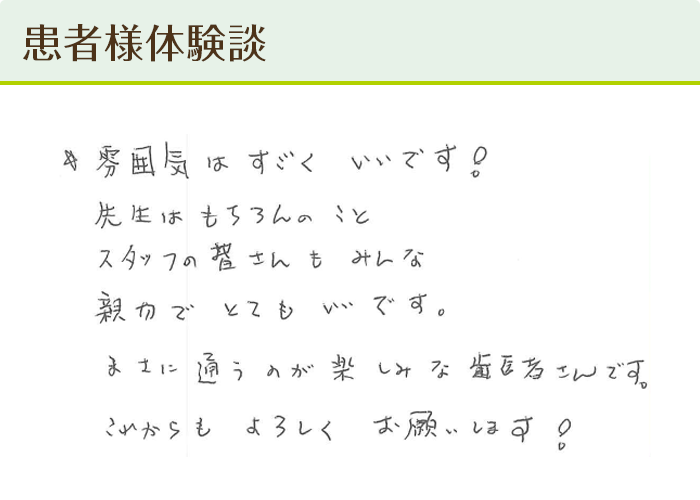 患者様体験談
* 雰囲気は すごく いいです!
先生は もちろんの こと
スタッフの 皆さん も みんな
親切で とても いいです。
まさに 通うのが 楽しみな 歯医者さんです。
これからも よろしく お願いします!